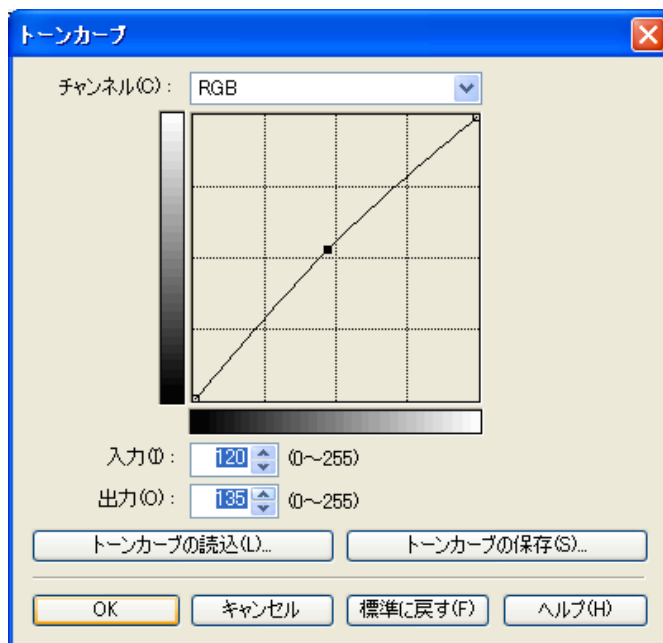 トーンカーブ
チャンネル(C):
RGB
入力(I):
120
(0～255)
出力(O):
135
(0～255)
トーンカーブの読込(L)...
トーンカーブの保存(S)...
OK
キャンセル
標準に戻す(F)
ヘルプ(H)